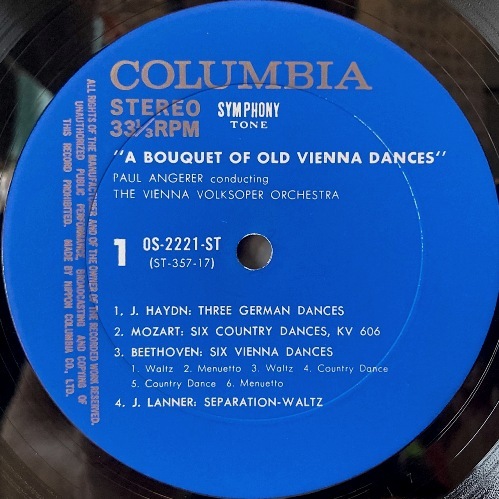 COLUMBIA
STEREO
33⅓RPM
SYMPHONY
TONE
"A BOUQUET OF OLD VIENNA DANCES"
PAUL ANGERER conducting
THE VIENNA VOLKSOPER ORCHESTRA
1
OS-2221-ST
(ST-357-17)
1. J. HAYDN: THREE GERMAN DANCES
2. MOZART: SIX COUNTRY DANCES, KV 606
3. BEETHOVEN: SIX VIENNA DANCES
1. Waltz 2. Menuetto 3. Waltz 4. Country Dance
5. Country Dance 6. Menuetto
4. J. LANNER: SEPARATION-WALTZ
ALL RIGHTS OF THE MANUFACTURER AND OF THE OWNER OF THE RECORDED WORK RESERVED.
UNAUTHORIZED PUBLIC PERFORMANCE, BROADCASTING AND COPYING OF
THIS RECORD PROHIBITED. MADE BY NIPPON COLUMBIA CO., LTD.